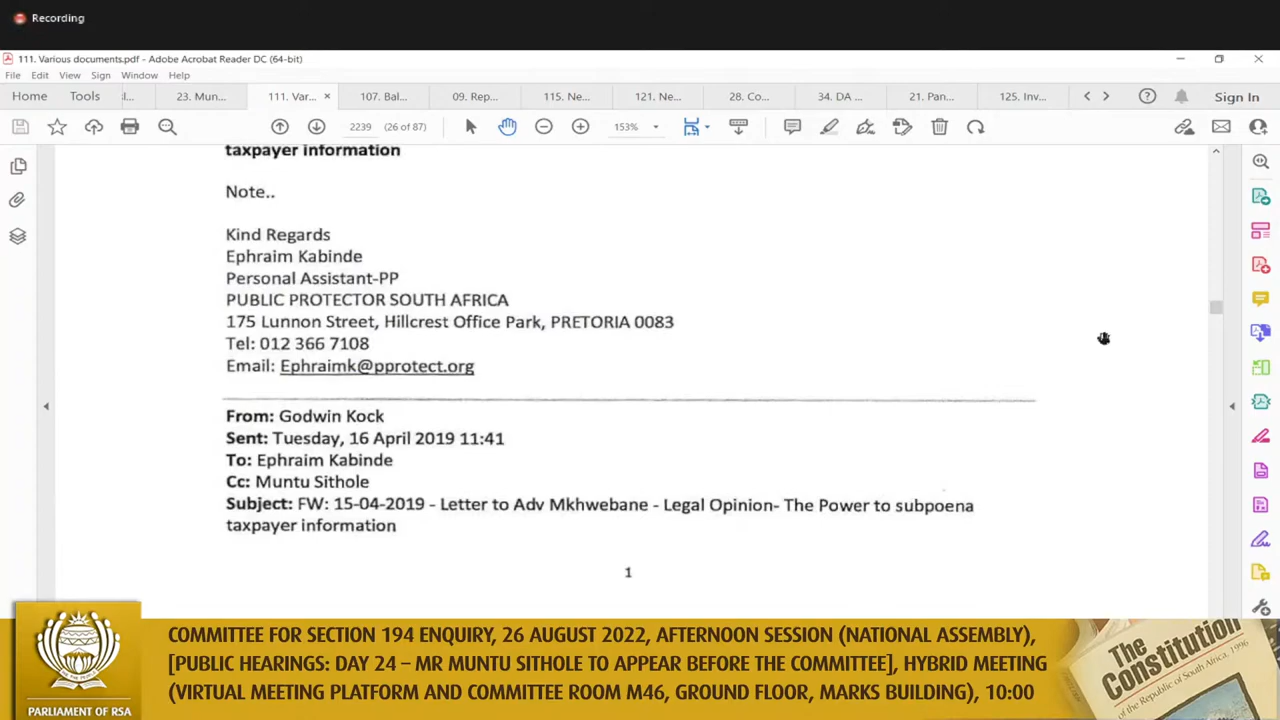 Recording
111. Various documents.pdf - Adobe Acrobat Reader DC (64-bit)
File Edit View Sign Window Help
Home Tools 23. Mun... 111. Var... × 107. Bal... 09. Rep... 115. Ne... 121. Ne... 28. Co... 34. DA ... 21. Pan... 125. Inv... Sign In
2239 (26 of 87) 153%
taxpayer information
Note..
Kind Regards
Ephraim Kabinde
Personal Assistant-PP
PUBLIC PROTECTOR SOUTH AFRICA
175 Lunnon Street, Hillcrest Office Park, PRETORIA 0083
Tel: 012 366 7108
Email: Ephraimk@pprotect.org
From: Godwin Kock
Sent: Tuesday, 16 April 2019 11:41
To: Ephraim Kabinde
Cc: Muntu Sithole
Subject: FW: 15-04-2019 - Letter to Adv Mkhwebane - Legal Opinion- The Power to subpoena
taxpayer information
1
COMMITTEE FOR SECTION 194 ENQUIRY, 26 AUGUST 2022, AFTERNOON SESSION (NATIONAL ASSEMBLY),
[PUBLIC HEARINGS: DAY 24 – MR MUNTU SITHOLE TO APPEAR BEFORE THE COMMITTEE], HYBRID MEETING
(VIRTUAL MEETING PLATFORM AND COMMITTEE ROOM M46, GROUND FLOOR, MARKS BUILDING), 10:00
PARLIAMENT OF RSA
The
Constitution
of the Republic of South Africa, 1996